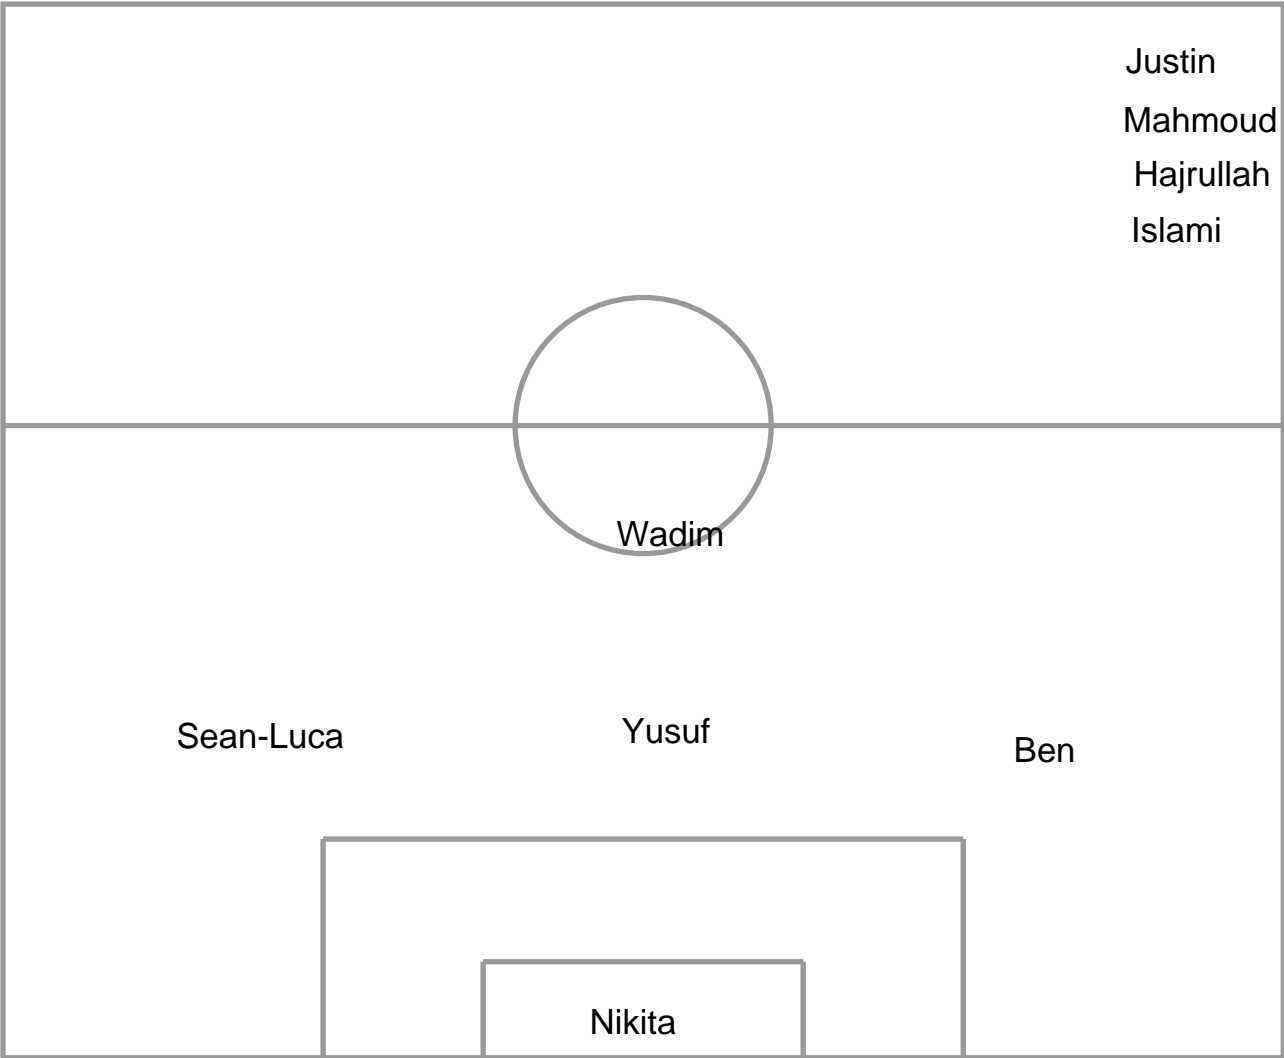 Justin
Mahmoud
Hajrullah
Islami
Wadim
Sean-Luca
Yusuf
Ben
Nikita